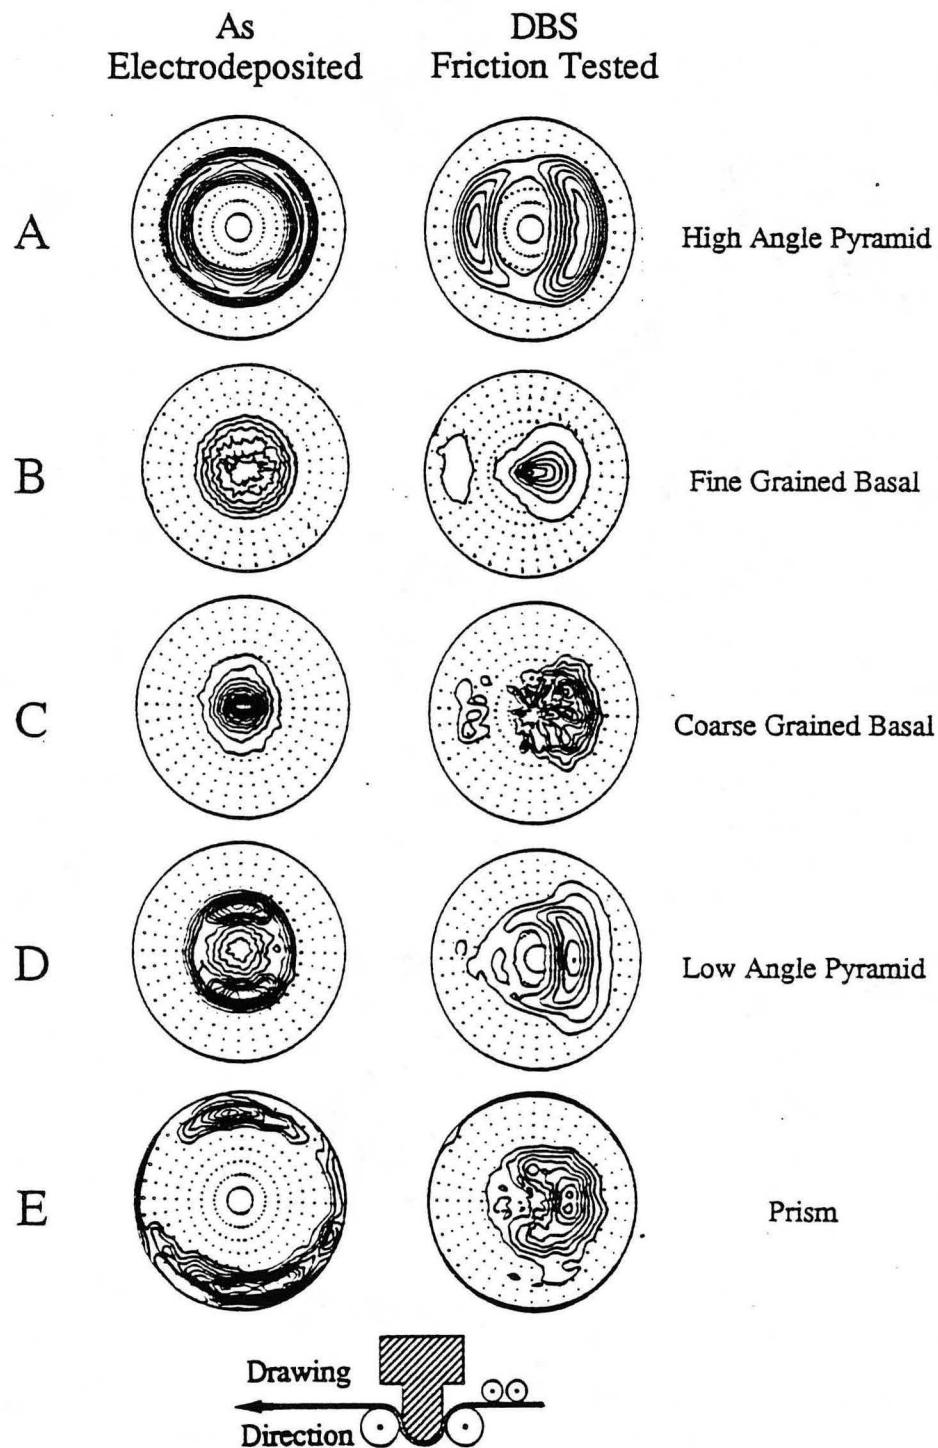 As
Electrodeposited
DBS
Friction Tested
A
High Angle Pyramid
B
Fine Grained Basal
C
Coarse Grained Basal
D
Low Angle Pyramid
E
Prism
Drawing
Direction